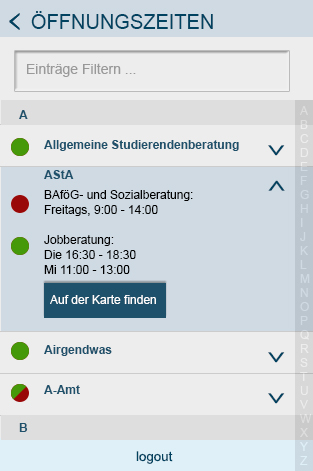 ÖFFNUNGSZEITEN
Einträge Filtern ...
A
Allgemeine Studierendenberatung
AStA
BAföG- und Sozialberatung:
Freitags, 9:00 - 14:00
Jobberatung:
Die 16:30 - 18:30
Mi 11:00 - 13:00
Auf der Karte finden
Airgendwas
A-Amt
B
logout
A
B
C
D
E
F
G
H
I
J
K
L
M
N
O
P
Q
R
S
T
U
V
W
X
Y
Z